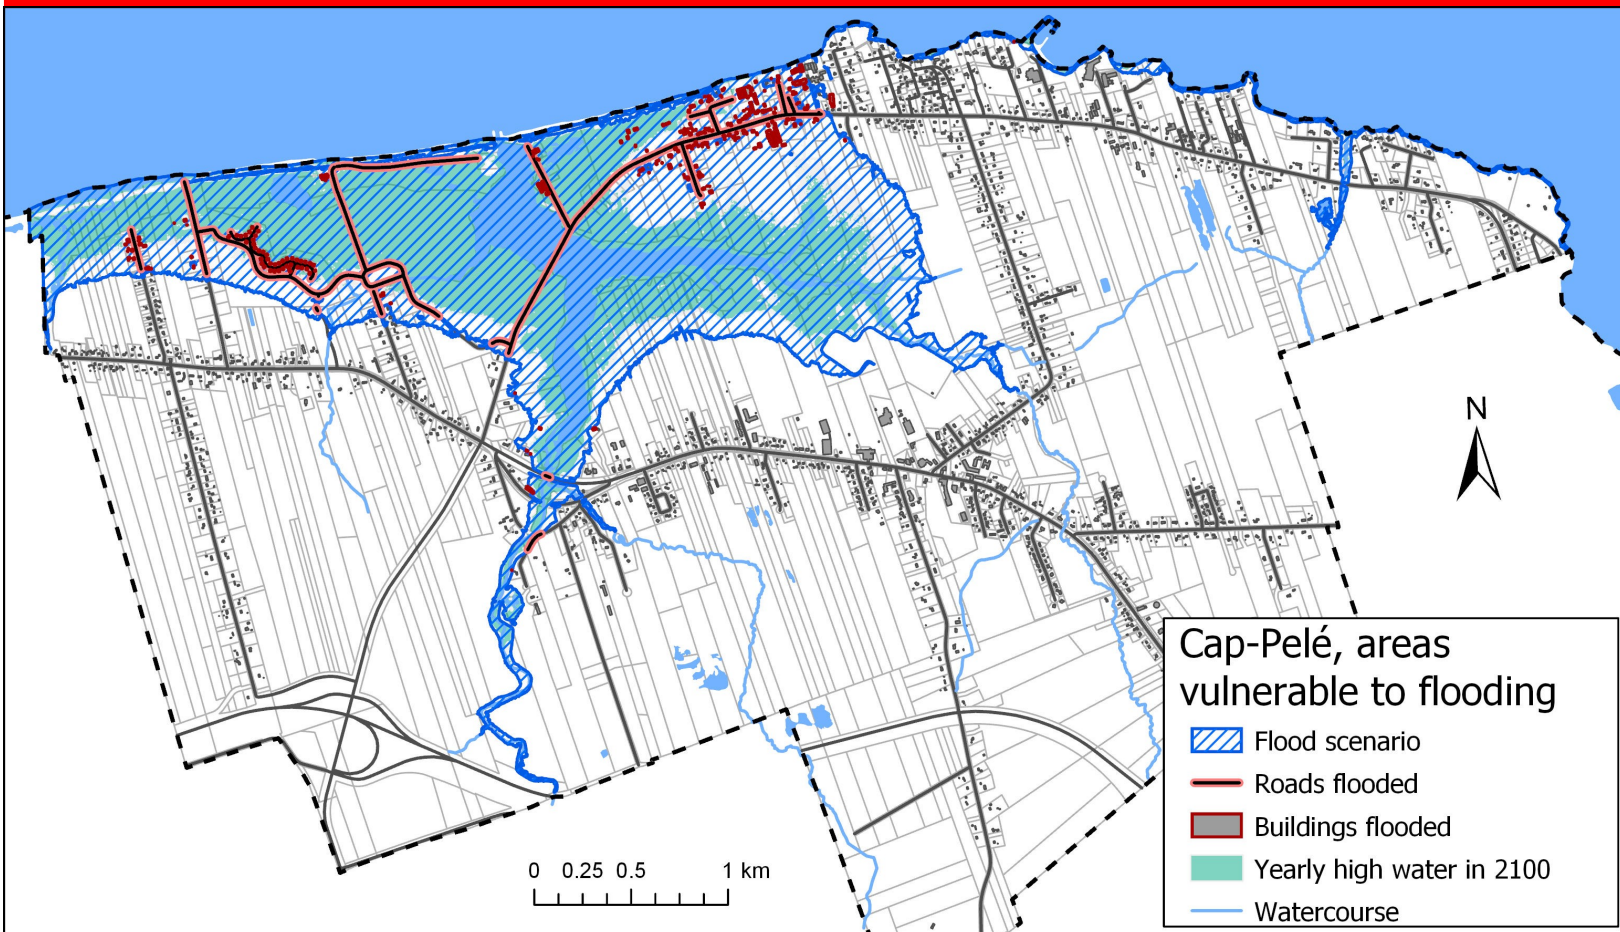 N
Cap-Pelé, areas
vulnerable to flooding
Flood scenario
Roads flooded
Buildings flooded
Yearly high water in 2100
Watercourse
0 0.25 0.5 1 km